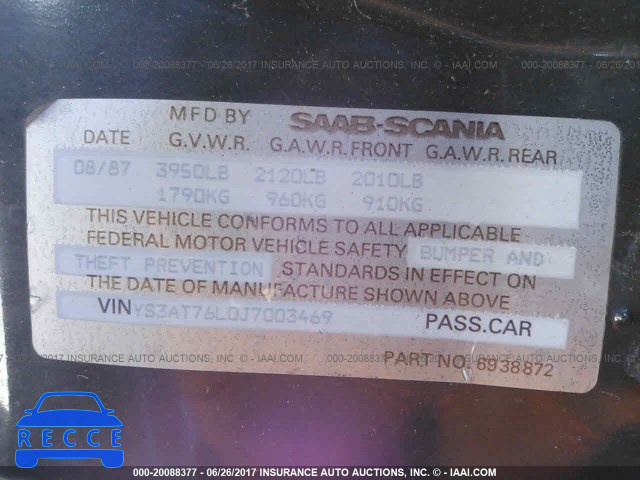 000-20088377 - 06/26/2017 INSURANCE AUTO AUCTIONS, INC. © - IAAI.COM
MFD BY SAAB-SCANIA
DATE G.V.W.R. G.A.W.R.FRONT G.A.W.R.REAR
08/87 3950LB 2120LB 2010LB
1790KG 960KG 910KG
THIS VEHICLE CONFORMS TO ALL APPLICABLE
FEDERAL MOTOR VEHICLE SAFETY BUMPER AND
THEFT PREVENTION STANDARDS IN EFFECT ON
THE DATE OF MANUFACTURE SHOWN ABOVE
VIN YS3AT76L0J7003469 PASS.CAR
PART NO. 6938872
RECCE
000-20088377 - 06/26/2017 INSURANCE AUTO AUCTIONS, INC. © - IAAI.COM